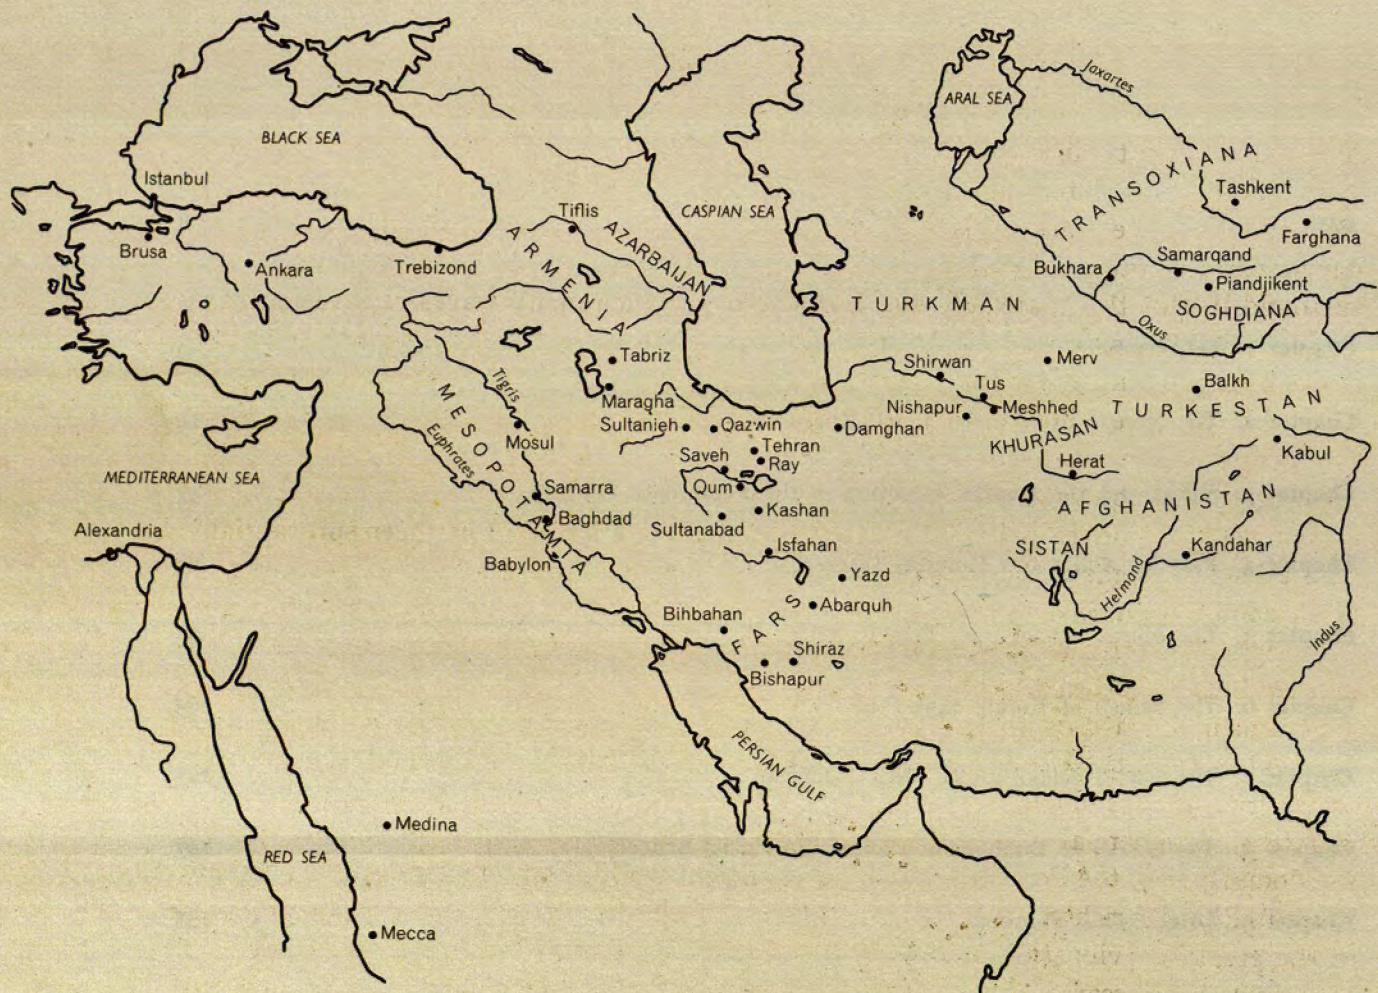 Jaxartes
ARAL SEA
BLACK SEA
TRANSOXIANA
Istanbul
Tashkent
CASPIAN SEA
Tiflis
AZARBAIJAN
ARMENIA
Farghana
Brusa
Ankara
Trebizond
Samarqand
Bukhara
Piandjikent
TURKMAN
SOGHDIANA
Oxus
Tabriz
Shirwan
Merv
Tigris
Tus
Balkh
Maragha
Nishapur
Meshhed
TURKESTAN
MESOPOTAMIA
Sultanieh
Qazwin
Damghan
KHURASAN
Mosul
Tehran
Kabul
Euphrates
Saveh
Ray
Herat
MEDITERRANEAN SEA
Samarra
Qum
AFGHANISTAN
Baghdad
Kashan
Alexandria
Sultanabad
Isfahan
SISTAN
Kandahar
Babylon
Yazd
Helmand
Abarquh
Bihbahan
FARS
Indus
Shiraz
Bishapur
PERSIAN GULF
Medina
RED SEA
Mecca